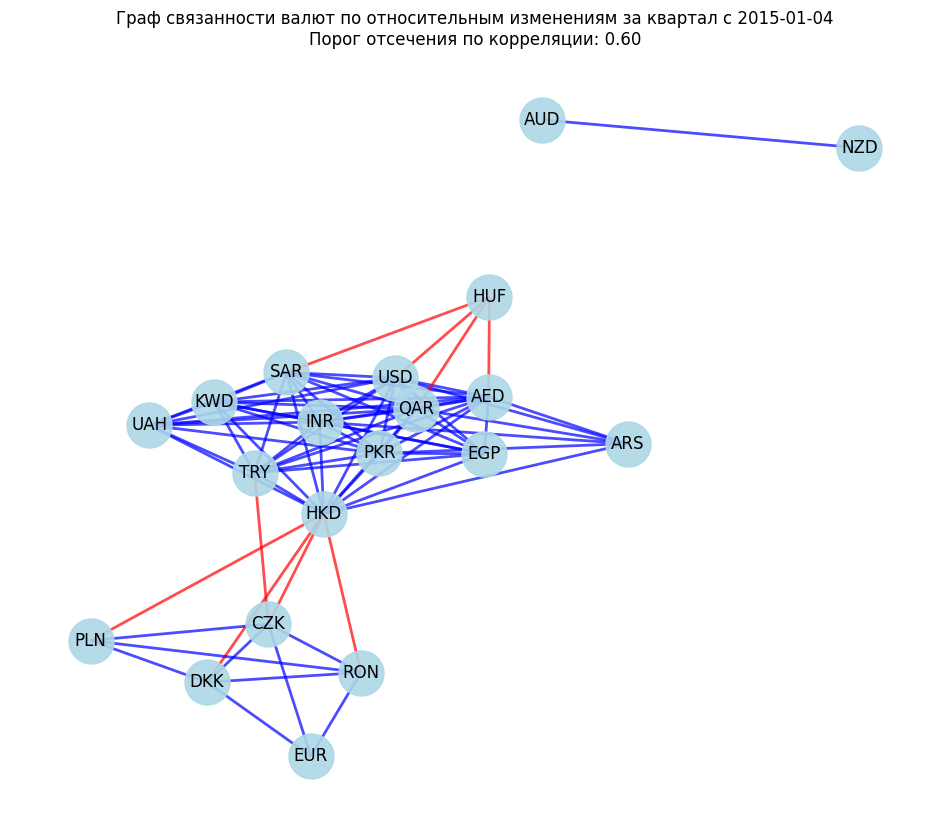 Граф связанности валют по относительным изменениям за квартал с 2015-01-04
Порог отсечения по корреляции: 0.60
AUD
NZD
HUF
SAR
USD
KWD
AED
QAR
UAH
INR
ARS
PKR
EGP
TRY
HKD
CZK
PLN
RON
DKK
EUR